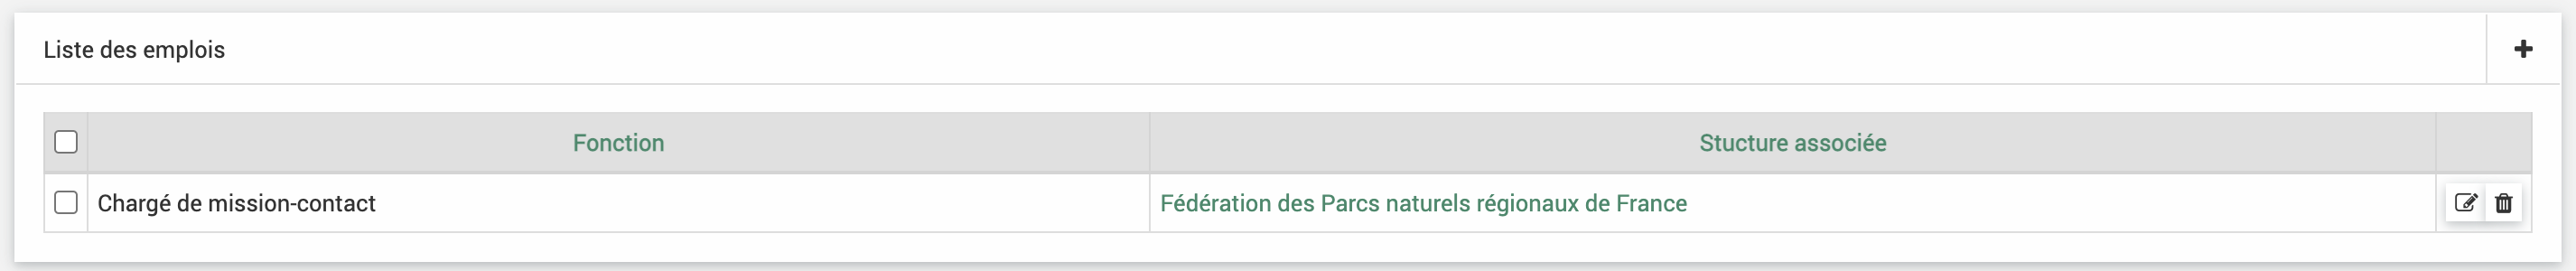 Liste des emplois
Fonction
Stucture associée
Chargé de mission-contact
Fédération des Parcs naturels régionaux de France